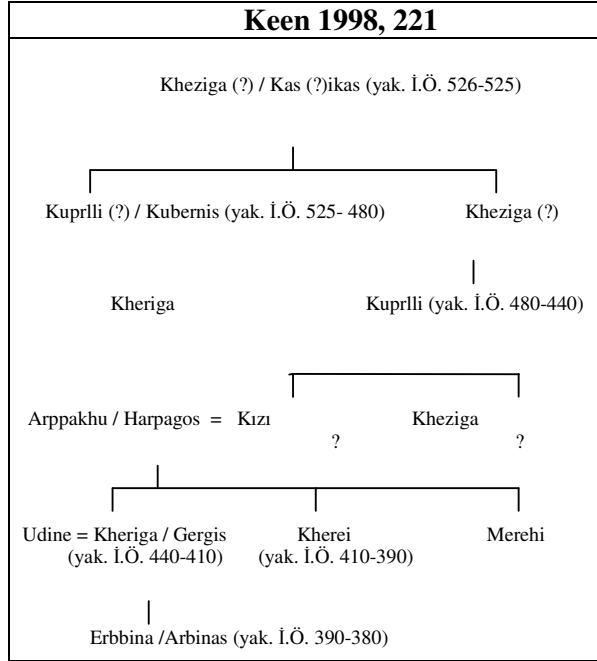 Keen 1998, 221
Kheziga (?) / Kas (?)ikas (yak. İ.Ö. 526-525)
Kuprlli (?) / Kubernis (yak. İ.Ö. 525- 480) Kheziga (?)
Kheriga Kuprlli (yak. İ.Ö. 480-440)
Arppakhu / Harpagos = Kızı Kheziga
? ?
Udine = Kheriga / Gergis Kherei Merehi
(yak. İ.Ö. 440-410) (yak. İ.Ö. 410-390)
Erbbina /Arbinas (yak. İ.Ö. 390-380)